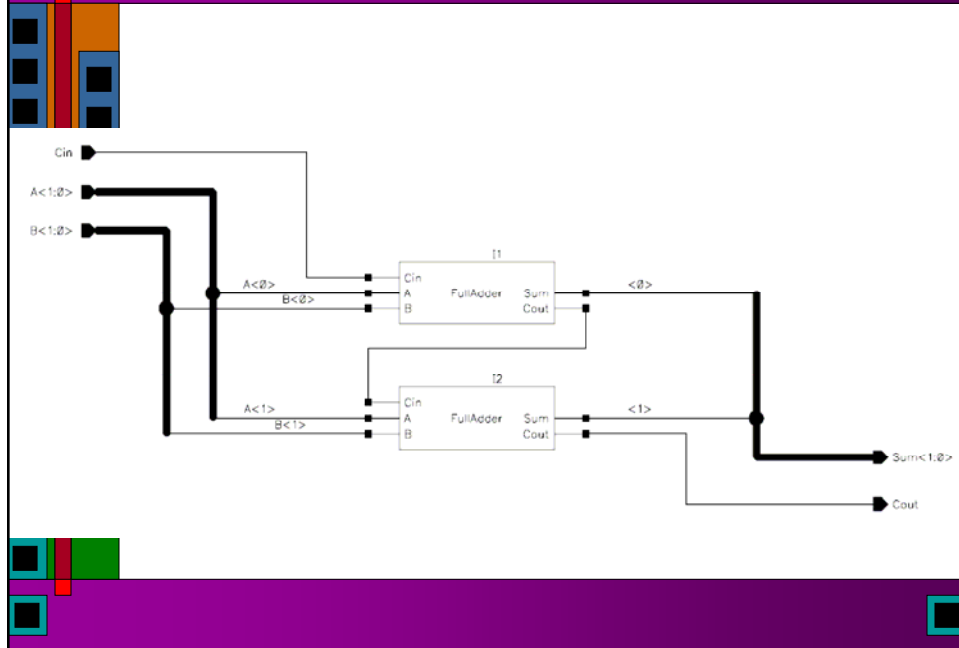 Cin
A<1:0>
B<1:0>
I1
Cin
A<0> A FullAdder Sum <0>
B<0> B Cout
I2
Cin
A<1> A FullAdder Sum <1>
B<1> B Cout
Sum<1:0>
Cout